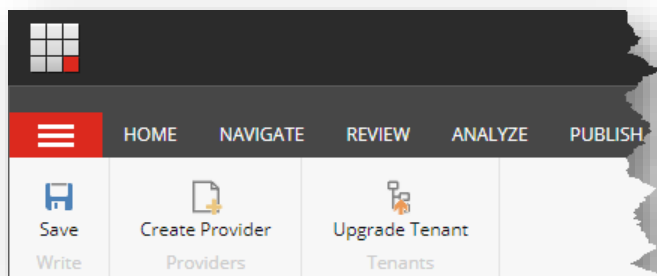 HOME NAVIGATE REVIEW ANALYZE PUBLISH
Save Create Provider Upgrade Tenant
Write Providers Tenants